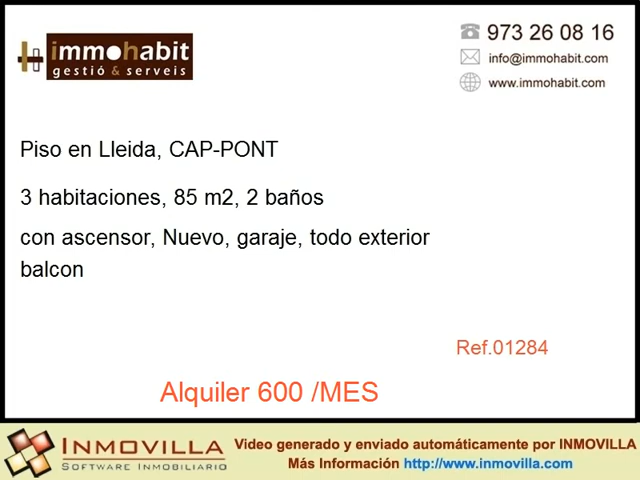 immohabit
gestió & serveis
973 26 08 16
info@immohabit.com
www.immohabit.com
Piso en Lleida, CAP-PONT
3 habitaciones, 85 m2, 2 baños
con ascensor, Nuevo, garaje, todo exterior
balcon
Ref.01284
Alquiler 600 /MES
INMOVILLA
SOFTWARE INMOBILIARIO
Video generado y enviado automáticamente por INMOVILLA
Más Información http://www.inmovilla.com